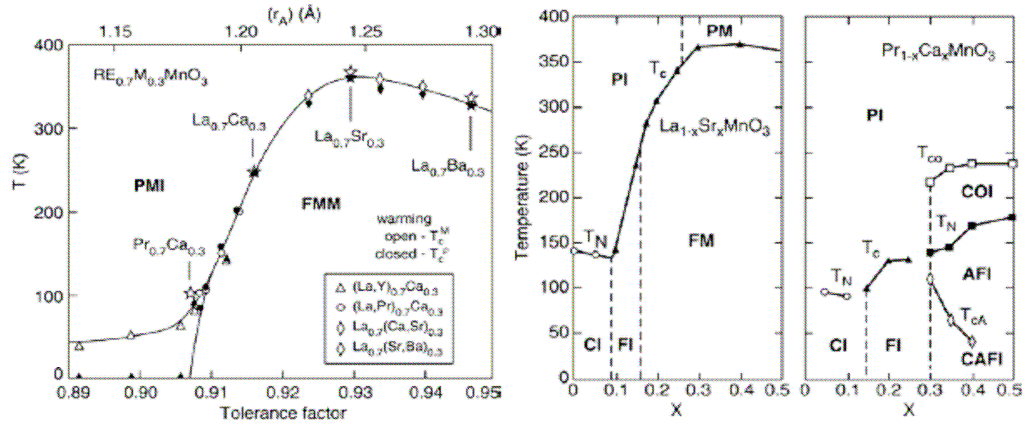 ⟨r_A⟩ (Å)
1.15 1.20 1.25 1.30
400
300
200
100
0
T (K)
RE0.7M0.3MnO3
La0.7Ca0.3
La0.7Sr0.3
La0.7Ba0.3
PMI
FMM
Pr0.7Ca0.3
warming
open - TcM
closed - Tcρ
(La,Y)0.7Ca0.3
(La,Pr)0.7Ca0.3
La0.7(Ca,Sr)0.3
La0.7(Sr,Ba)0.3
0.89 0.90 0.91 0.92 0.93 0.94 0.95
Tolerance factor
Temperature (K)
400
350
300
250
200
150
100
50
0
PM
PI
Tc
La1-xSrxMnO3
TN
FM
CI
FI
0 0.1 0.2 0.3 0.4 0.5
X
Pr1-xCaxMnO3
PI
Tco
COI
TN
Tc
TN
AFI
TcA
CI
FI
CAFI
0 0.1 0.2 0.3 0.4 0.5
X